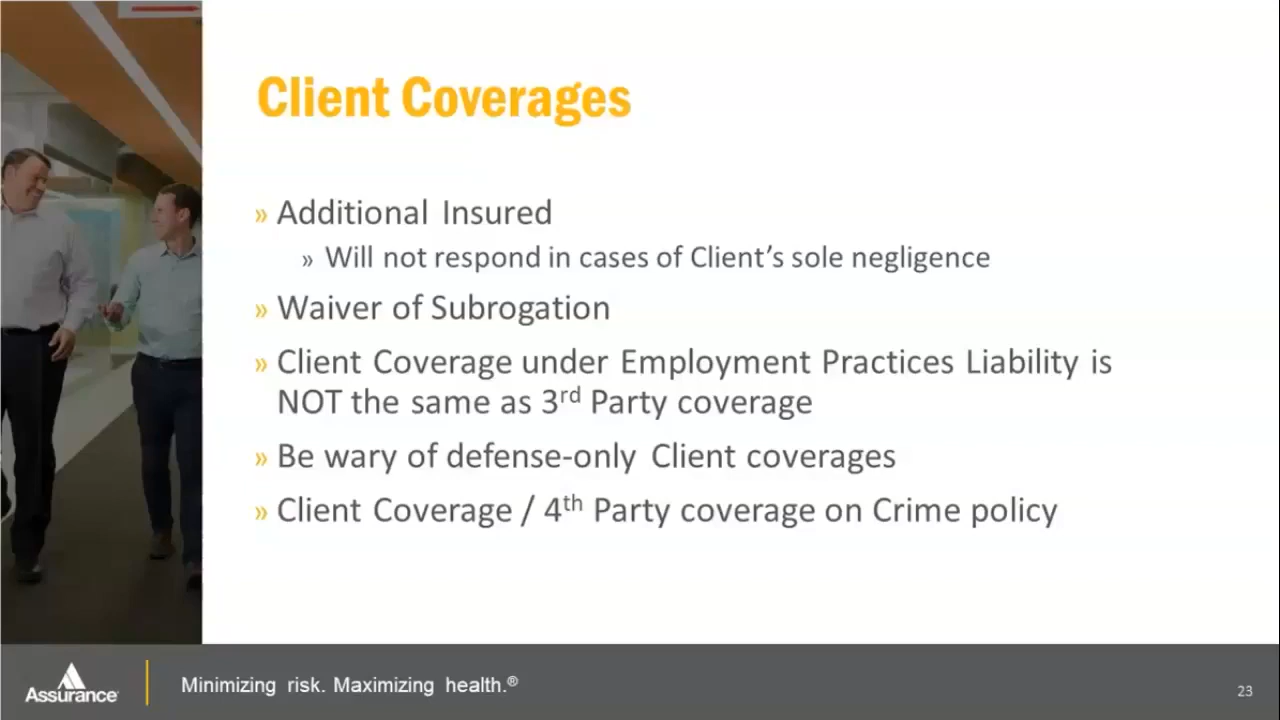 Client Coverages
» Additional Insured
» Will not respond in cases of Client’s sole negligence
» Waiver of Subrogation
» Client Coverage under Employment Practices Liability is
NOT the same as 3rd Party coverage
» Be wary of defense-only Client coverages
» Client Coverage / 4th Party coverage on Crime policy
Assurance
Minimizing risk. Maximizing health.®
23